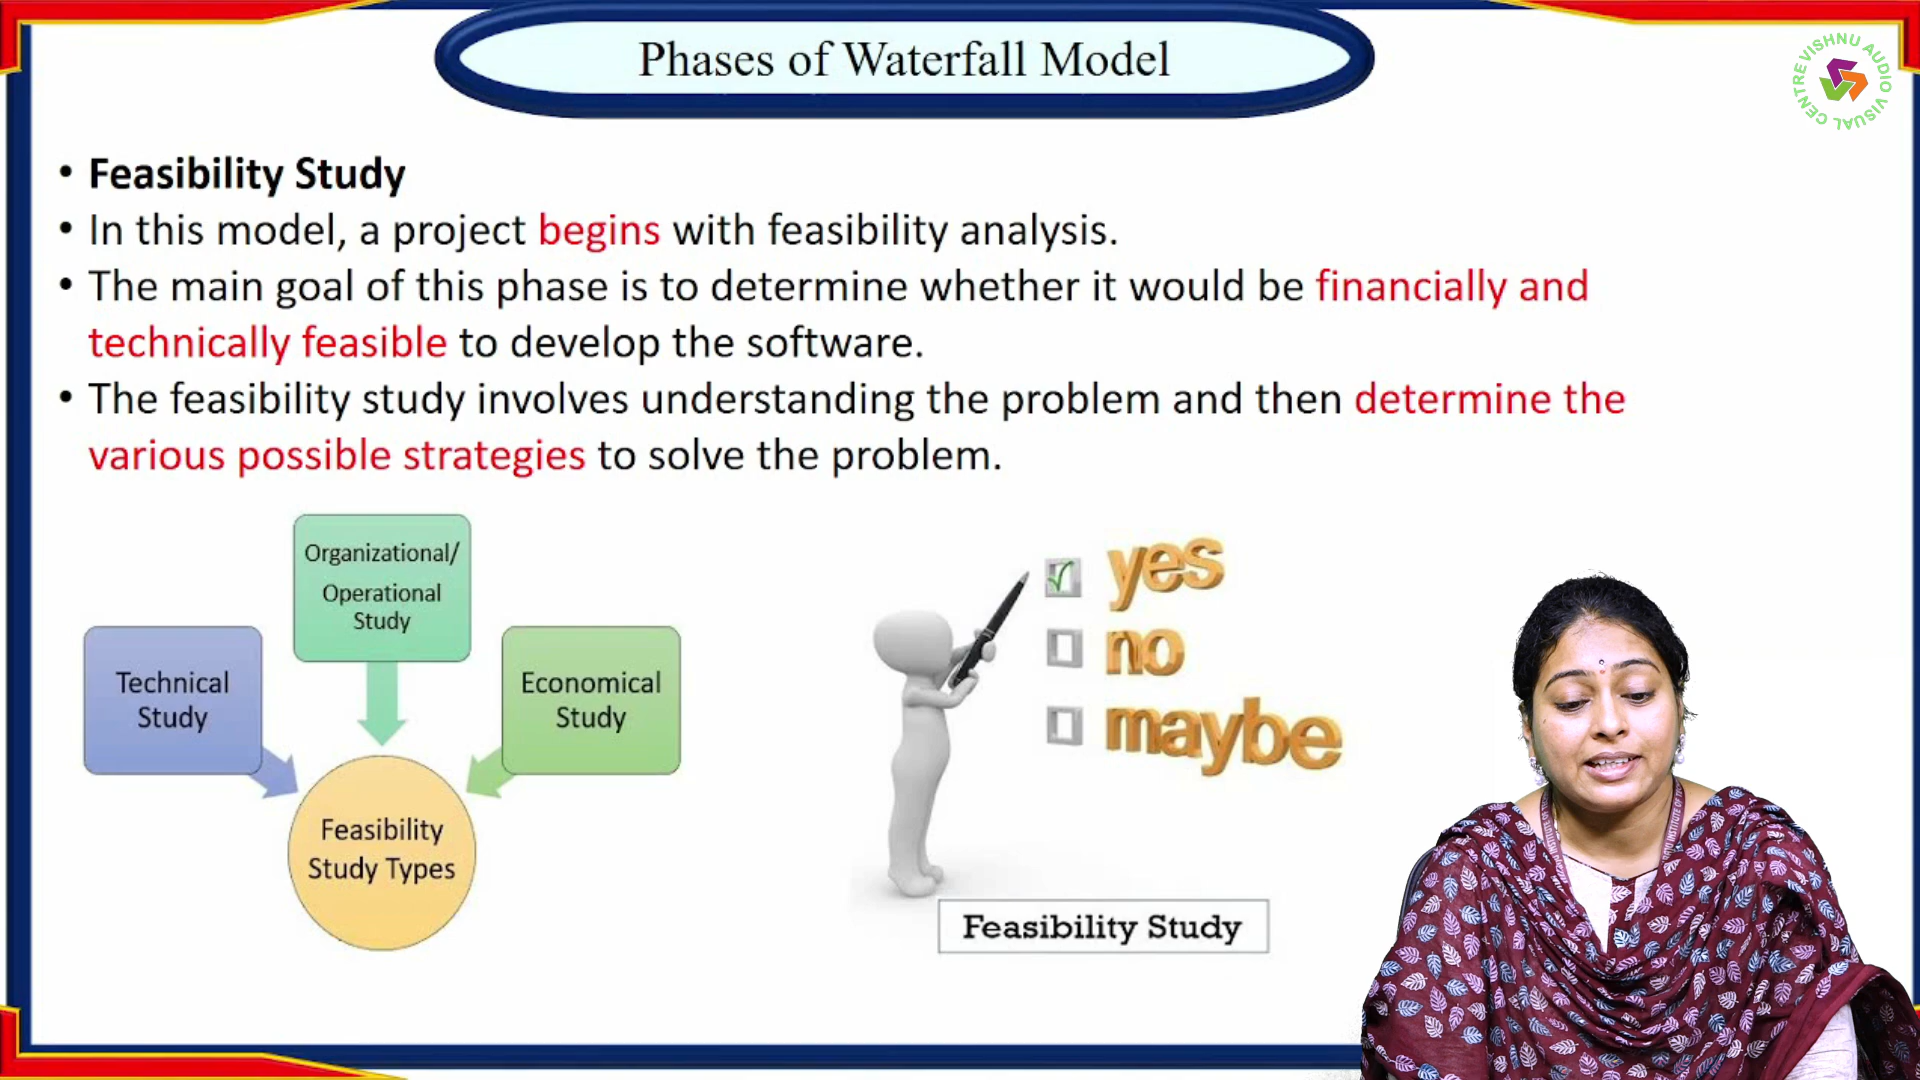 Phases of Waterfall Model
VISHNU AUDIO VISUAL CENTRE
• Feasibility Study
• In this model, a project begins with feasibility analysis.
• The main goal of this phase is to determine whether it would be financially and
technically feasible to develop the software.
• The feasibility study involves understanding the problem and then determine the
various possible strategies to solve the problem.
Organizational/
Operational
Study
Technical
Study
Economical
Study
Feasibility
Study Types
yes
no
maybe
Feasibility Study